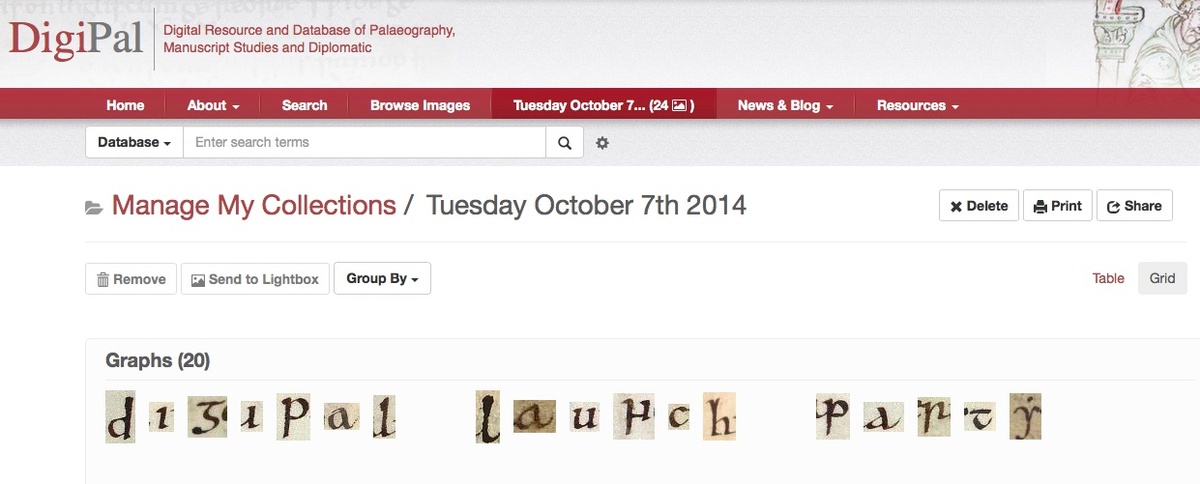 DigiPal
Digital Resource and Database of Palaeography,
Manuscript Studies and Diplomatic
Home About Search Browse Images Tuesday October 7... (24 ) News & Blog Resources
Database Enter search terms
Manage My Collections / Tuesday October 7th 2014
Delete Print Share
Remove Send to Lightbox Group By Table Grid
Graphs (20)
d i g i p a l l a u n c h p a r t y